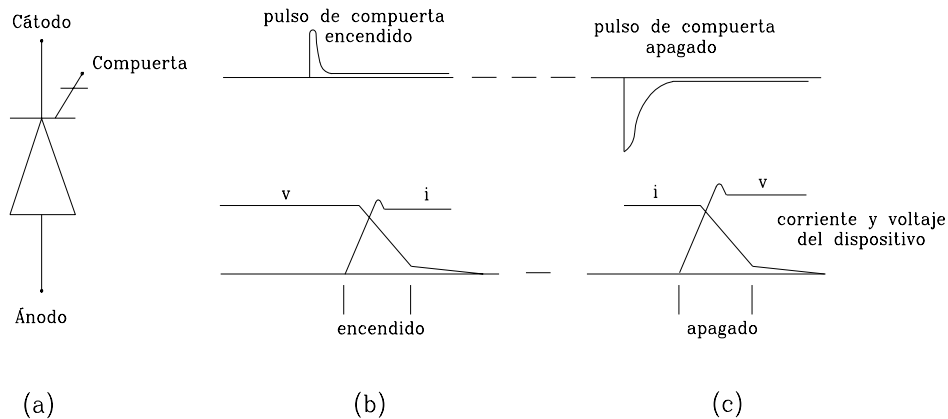 Cátodo
Compuerta
Ánodo
(a)
pulso de compuerta
encendido
v
i
encendido
(b)
pulso de compuerta
apagado
i
v
corriente y voltaje
del dispositivo
apagado
(c)